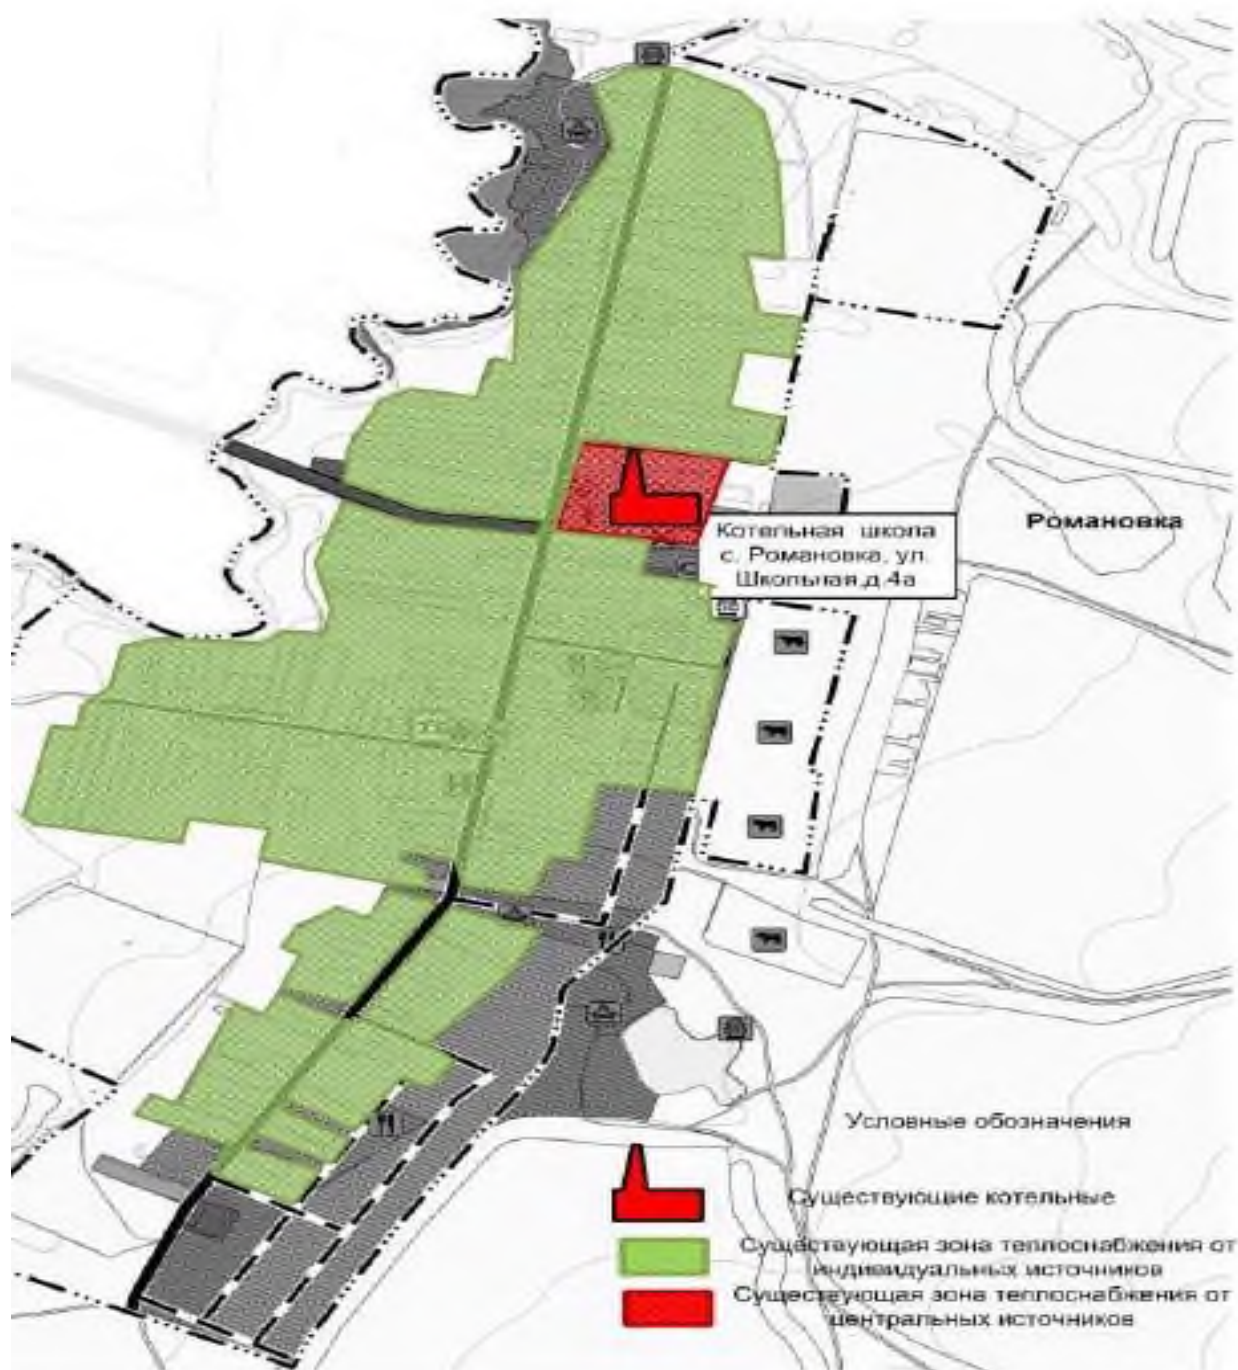 Котельная школа
с. Романовка, ул.
Школьная,д.4а
Романовка
Условные обозначения
Существующие котельные
Существующая зона теплоснабжения от
индивидуальных источников
Существующая зона теплоснабжения от
центральных источников